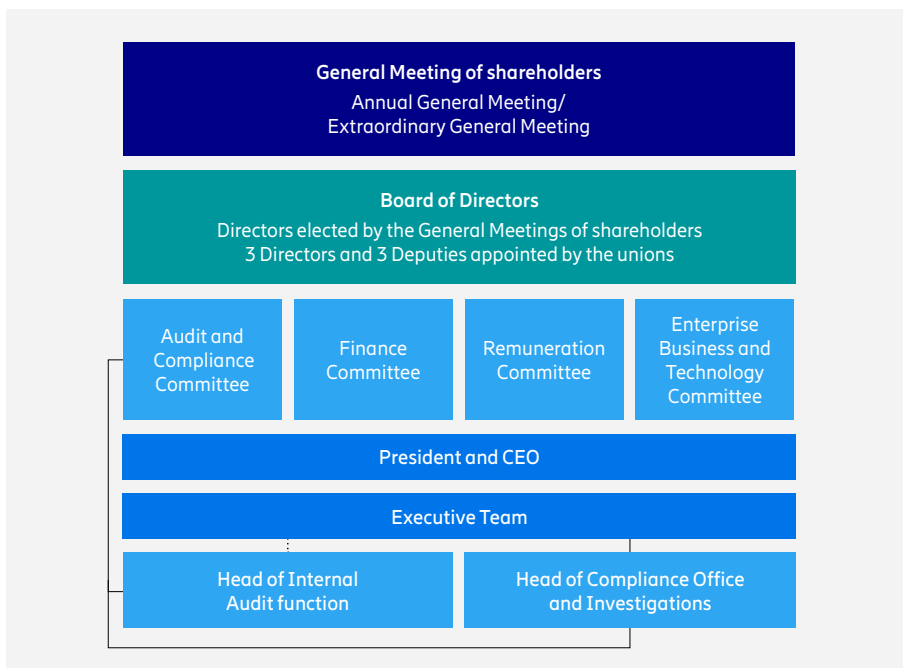 General Meeting of shareholders
Annual General Meeting/
Extraordinary General Meeting
Board of Directors
Directors elected by the General Meetings of shareholders
3 Directors and 3 Deputies appointed by the unions
Audit and
Compliance
Committee
Finance
Committee
Remuneration
Committee
Enterprise
Business and
Technology
Committee
President and CEO
Executive Team
Head of Internal
Audit function
Head of Compliance Office
and Investigations